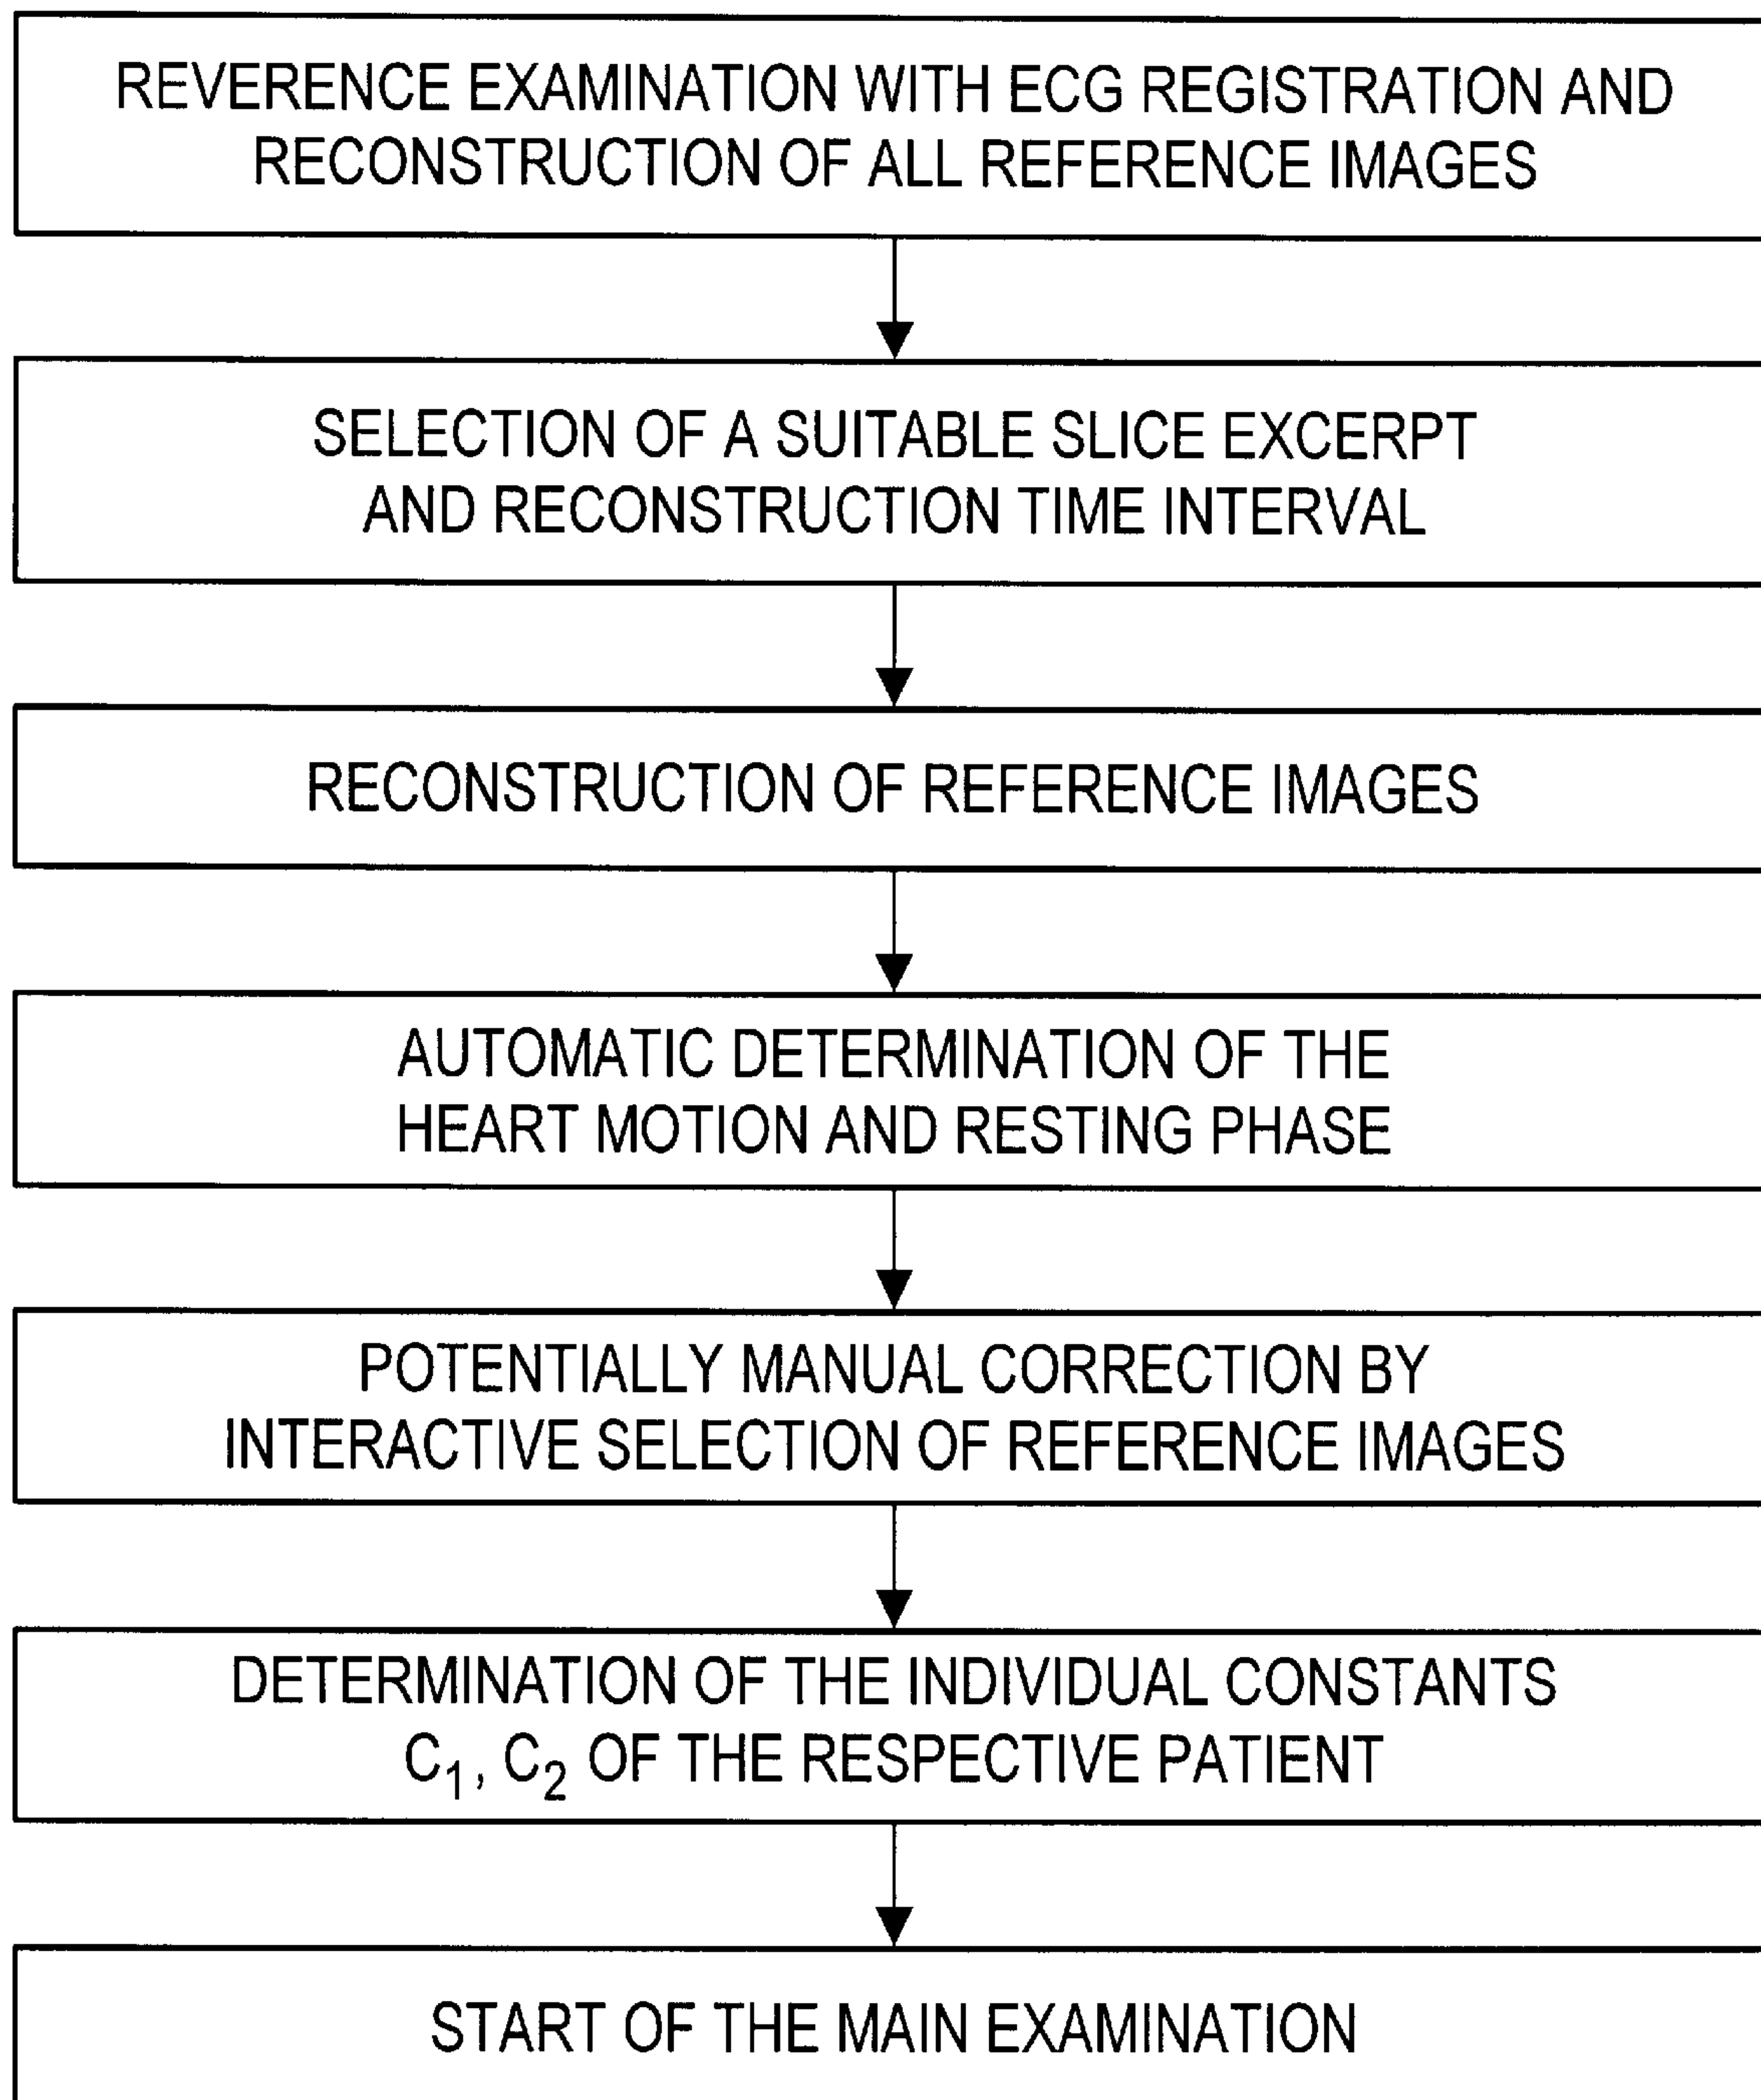 REVERENCE EXAMINATION WITH ECG REGISTRATION AND
RECONSTRUCTION OF ALL REFERENCE IMAGES
SELECTION OF A SUITABLE SLICE EXCERPT
AND RECONSTRUCTION TIME INTERVAL
RECONSTRUCTION OF REFERENCE IMAGES
AUTOMATIC DETERMINATION OF THE
HEART MOTION AND RESTING PHASE
POTENTIALLY MANUAL CORRECTION BY
INTERACTIVE SELECTION OF REFERENCE IMAGES
DETERMINATION OF THE INDIVIDUAL CONSTANTS
C₁, C₂ OF THE RESPECTIVE PATIENT
START OF THE MAIN EXAMINATION